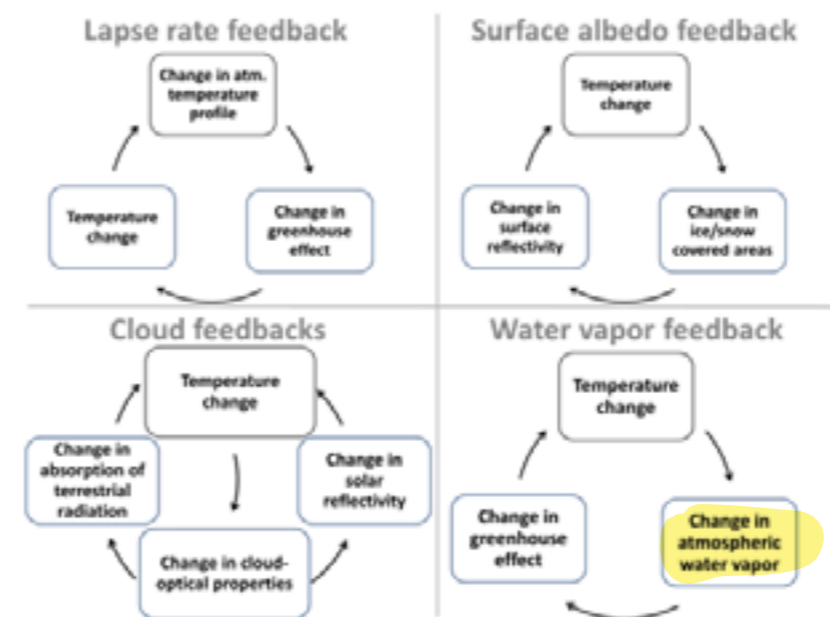 Lapse rate feedback
Change in atm.
temperature
profile
Temperature
change
Change in
greenhouse
effect
Surface albedo feedback
Temperature
change
Change in
surface
reflectivity
Change in
ice/snow
covered areas
Cloud feedbacks
Temperature
change
Change in
absorption of
terrestrial
radiation
Change in
solar
reflectivity
Change in cloud-
optical properties
Water vapor feedback
Temperature
change
Change in
greenhouse
effect
Change in
atmospheric
water vapor